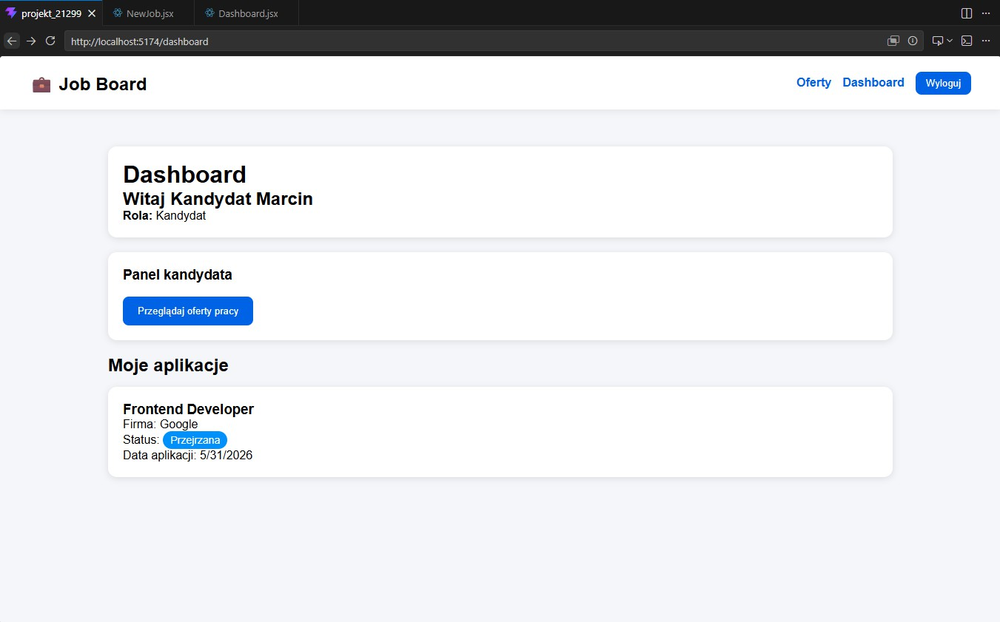 projekt_21299
NewJob.jsx
Dashboard.jsx
http://localhost:5174/dashboard
Job Board
Oferty
Dashboard
Wyloguj
Dashboard
Witaj Kandydat Marcin
Rola: Kandydat
Panel kandydata
Przeglądaj oferty pracy
Moje aplikacje
Frontend Developer
Firma: Google
Status: Przejrzana
Data aplikacji: 5/31/2026